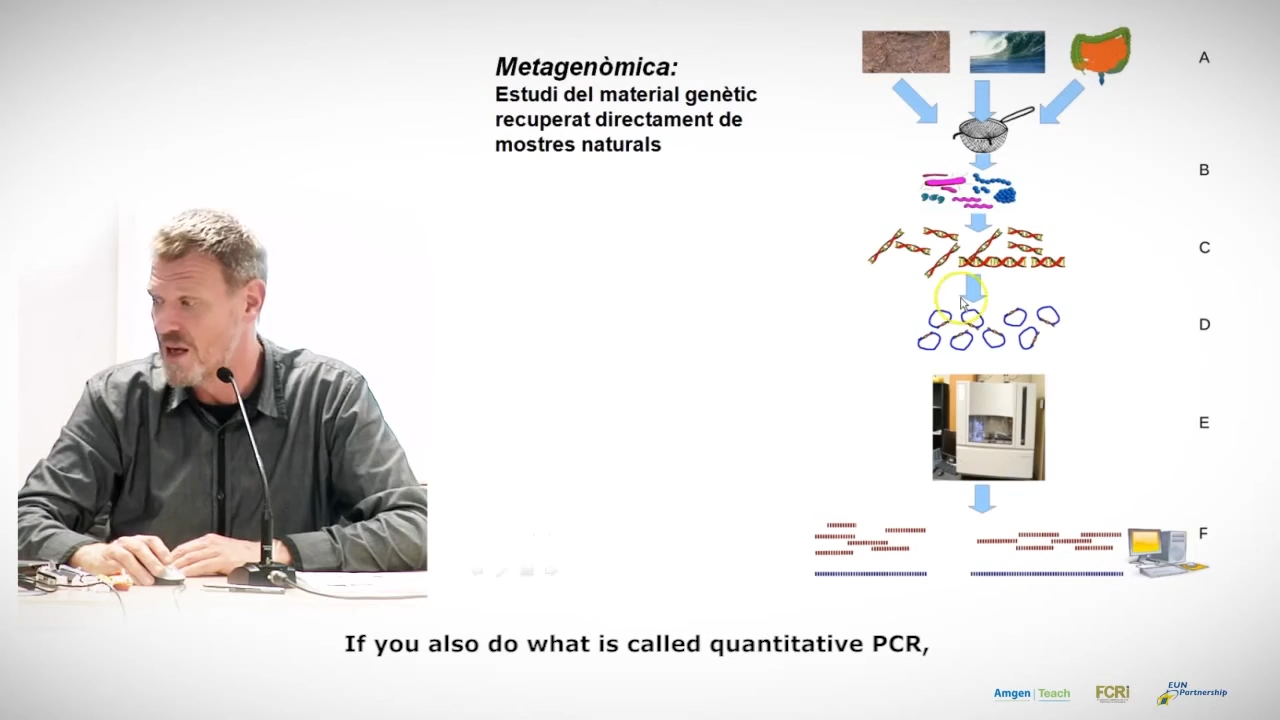 Metagenòmica:
Estudi del material genètic
recuperat directament de
mostres naturals
A
B
C
D
E
F
If you also do what is called quantitative PCR,
Amgen Teach
FCRi
EUN
Partnership